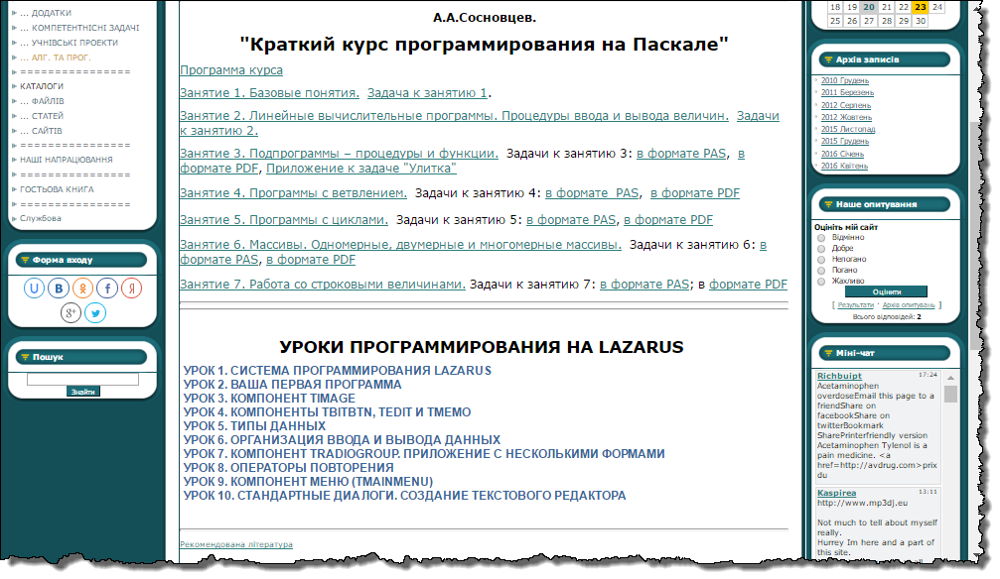 ... ДОДАТКИ
... КОМПЕТЕНТНІСНІ ЗАДАЧІ
... УЧНІВСЬКІ ПРОЕКТИ
... АЛГ. ТА ПРОГ.
================
КАТАЛОГИ
... ФАЙЛІВ
... СТАТЕЙ
... САЙТІВ
================
НАШІ НАПРАЦЮВАННЯ
================
ГОСТЬОВА КНИГА
================
Службова
Форма входу
Пошук
Знайти
А.А.Сосновцев.
"Краткий курс программирования на Паскале"
Программа курса
Занятие 1. Базовые понятия. Задача к занятию 1.
Занятие 2. Линейные вычислительные программы. Процедуры ввода и вывода величин. Задачи
к занятию 2.
Занятие 3. Подпрограммы – процедуры и функции. Задачи к занятию 3: в формате PAS, в
формате PDF, Приложение к задаче "Улитка"
Занятие 4. Программы с ветвлением. Задачи к занятию 4: в формате PAS, в формате PDF
Занятие 5. Программы с циклами. Задачи к занятию 5: в формате PAS, в формате PDF
Занятие 6. Массивы. Одномерные, двумерные и многомерные массивы. Задачи к занятию 6: в
формате PAS, в формате PDF
Занятие 7. Работа со строковыми величинами. Задачи к занятию 7: в формате PAS; в формате PDF
УРОКИ ПРОГРАММИРОВАНИЯ НА LAZARUS
УРОК 1. СИСТЕМА ПРОГРАММИРОВАНИЯ LAZARUS
УРОК 2. ВАША ПЕРВАЯ ПРОГРАММА
УРОК 3. КОМПОНЕНТ TIMAGE
УРОК 4. КОМПОНЕНТЫ TBITBTN, TEDIT И TMEMO
УРОК 5. ТИПЫ ДАННЫХ
УРОК 6. ОРГАНИЗАЦИЯ ВВОДА И ВЫВОДА ДАННЫХ
УРОК 7. КОМПОНЕНТ TRADIOGROUP. ПРИЛОЖЕНИЕ С НЕСКОЛЬКИМИ ФОРМАМИ
УРОК 8. ОПЕРАТОРЫ ПОВТОРЕНИЯ
УРОК 9. КОМПОНЕНТ МЕНЮ (TMAINMENU)
УРОК 10. СТАНДАРТНЫЕ ДИАЛОГИ. СОЗДАНИЕ ТЕКСТОВОГО РЕДАКТОРА
Рекомендована література
18 19 20 21 22 23 24
25 26 27 28 29 30
Архів записів
2010 Грудень
2011 Березень
2012 Серпень
2012 Жовтень
2015 Листопад
2015 Грудень
2016 Січень
2016 Квітень
Наше опитування
Оцініть мій сайт
Відмінно
Добре
Непогано
Погано
Жахливо
Оцінити
[ Результати · Архів опитувань ]
Всього відповідей: 2
Міні-чат
Richbuipt 17:24
Acetaminophen
overdoseEmail this page to a
friendShare on
facebookShare on
twitterBookmark
SharePrinterfriendly version
Acetaminophen Tylenol is a
pain medicine. <a
href=http://avdrug.com>prix
du
Kaspirea 13:11
http://www.mp3dj.eu
Not much to tell about myself
really.
Hurrey Im here and a part of
this site.